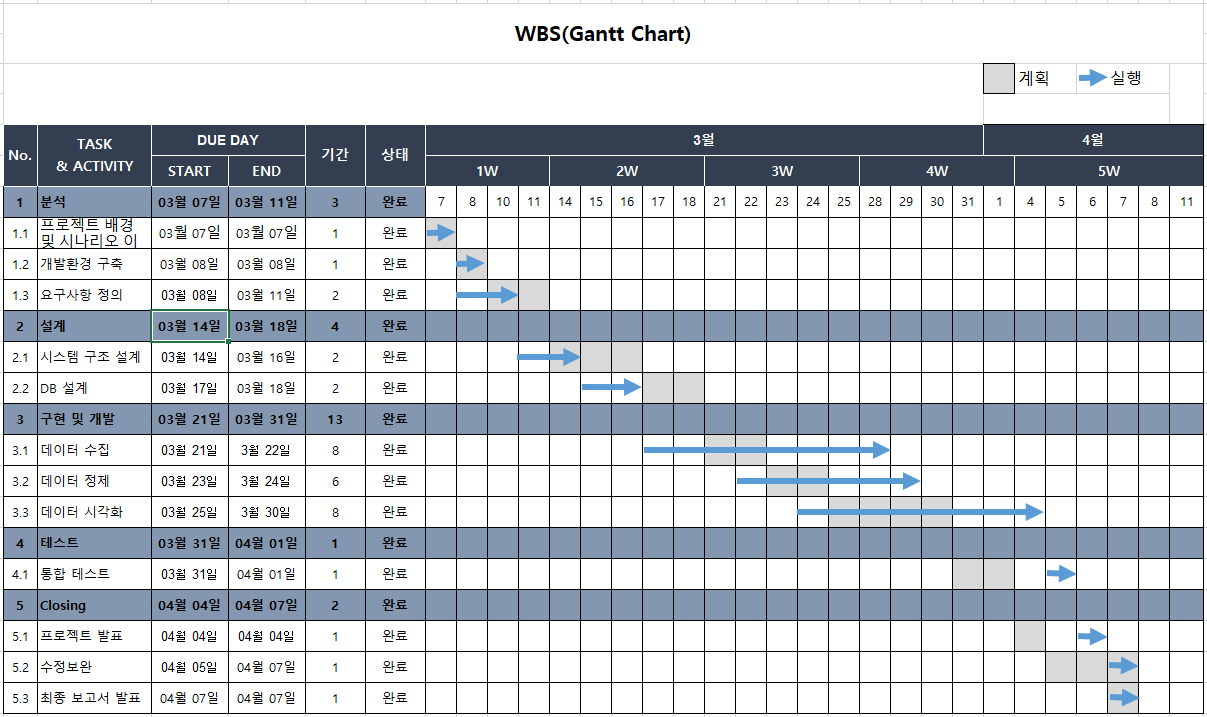 WBS(Gantt Chart)
계획 실행
No. TASK & ACTIVITY DUE DAY 기간 상태 3월 4월
START END 1W 2W 3W 4W 5W
1 분석 03월 07일 03월 11일 3 완료 7 8 10 11 14 15 16 17 18 21 22 23 24 25 28 29 30 31 1 4 5 6 7 8 11
1.1 프로젝트 배경 및 시나리오 이 03월 07일 03월 07일 1 완료
1.2 개발환경 구축 03월 08일 03월 08일 1 완료
1.3 요구사항 정의 03월 08일 03월 11일 2 완료
2 설계 03월 14일 03월 18일 4 완료
2.1 시스템 구조 설계 03월 14일 03월 16일 2 완료
2.2 DB 설계 03월 17일 03월 18일 2 완료
3 구현 및 개발 03월 21일 03월 31일 13 완료
3.1 데이터 수집 03월 21일 3월 22일 8 완료
3.2 데이터 정제 03월 23일 3월 24일 6 완료
3.3 데이터 시각화 03월 25일 3월 30일 8 완료
4 테스트 03월 31일 04월 01일 1 완료
4.1 통합 테스트 03월 31일 04월 01일 1 완료
5 Closing 04월 04일 04월 07일 2 완료
5.1 프로젝트 발표 04월 04일 04월 04일 1 완료
5.2 수정보완 04월 05일 04월 07일 1 완료
5.3 최종 보고서 발표 04월 07일 04월 07일 1 완료